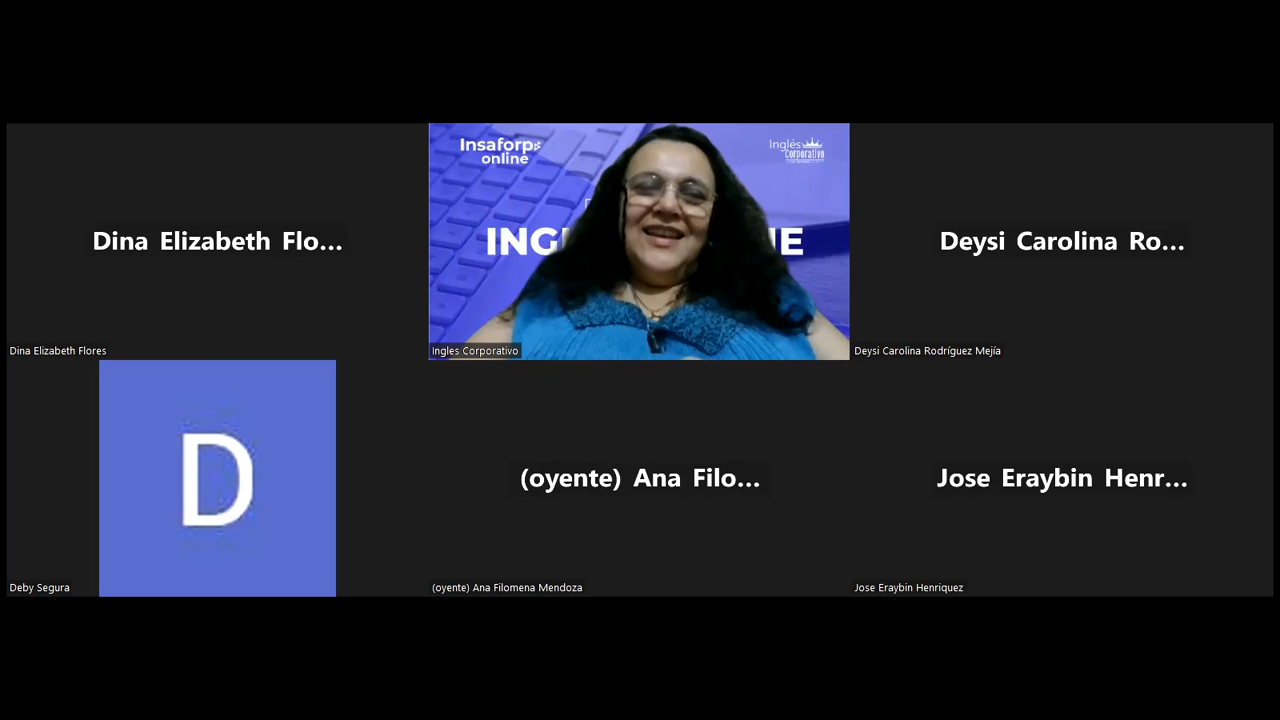 Dina Elizabeth Flo...
Dina Elizabeth Flores
Insaforp
online
Inglés
Corporativo
ING
E
Ingles Corporativo
Deysi Carolina Ro...
Deysi Carolina Rodríguez Mejía
D
Deby Segura
(oyente) Ana Filo...
(oyente) Ana Filomena Mendoza
Jose Eraybin Henr...
Jose Eraybin Henriquez